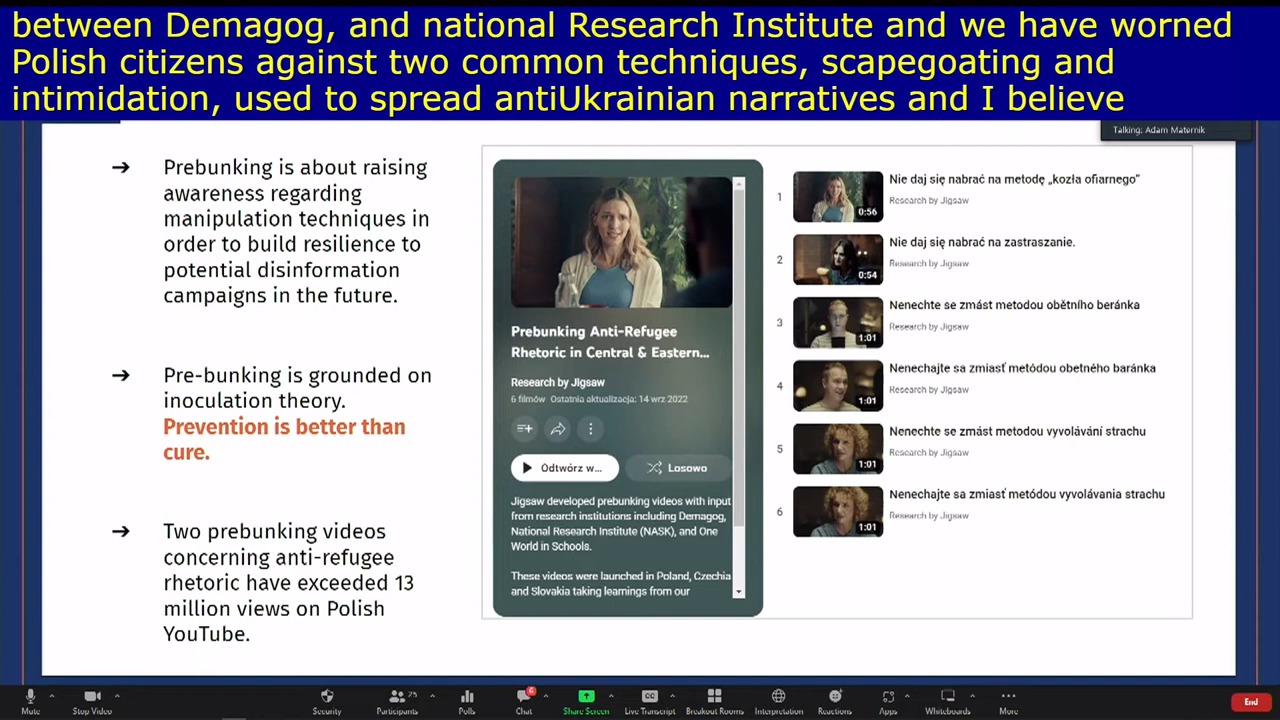 between Demagog, and national Research Institute and we have worned
Polish citizens against two common techniques, scapegoating and
intimidation, used to spread antiUkrainian narratives and I believe
Talking: Adam Maternik
➔ Prebunking is about raising
awareness regarding
manipulation techniques in
order to build resilience to
potential disinformation
campaigns in the future.
➔ Pre-bunking is grounded on
inoculation theory.
Prevention is better than
cure.
➔ Two prebunking videos
concerning anti-refugee
rhetoric have exceeded 13
million views on Polish
YouTube.
Prebunking Anti-Refugee
Rhetoric in Central & Eastern...
Research by Jigsaw
6 filmów Ostatnia aktualizacja: 14 wrz 2022
Odtwórz w...
Losowo
Jigsaw developed prebunking videos with input
from research institutions including Demagog,
National Research Institute (NASK), and One
World in Schools.
These videos were launched in Poland, Czechia
and Slovakia taking learnings from our
1
0:56
Nie daj się nabrać na metodę „kozła ofiarnego”
Research by Jigsaw
2
0:54
Nie daj się nabrać na zastraszanie.
Research by Jigsaw
3
1:01
Nenechte se zmást metodou obětního beránka
Research by Jigsaw
4
1:01
Nenechajte sa zmiasť metódou obetného baránka
Research by Jigsaw
5
1:01
Nenechte se zmást metodou vyvolávání strachu
Research by Jigsaw
6
1:01
Nenechajte sa zmiasť metódou vyvolávania strachu
Research by Jigsaw
Mute
Stop Video
Security
Participants
75
Polls
Chat
6
Share Screen
Live Transcript
Breakout Rooms
Interpretation
Reactions
Apps
Whiteboards
More
End